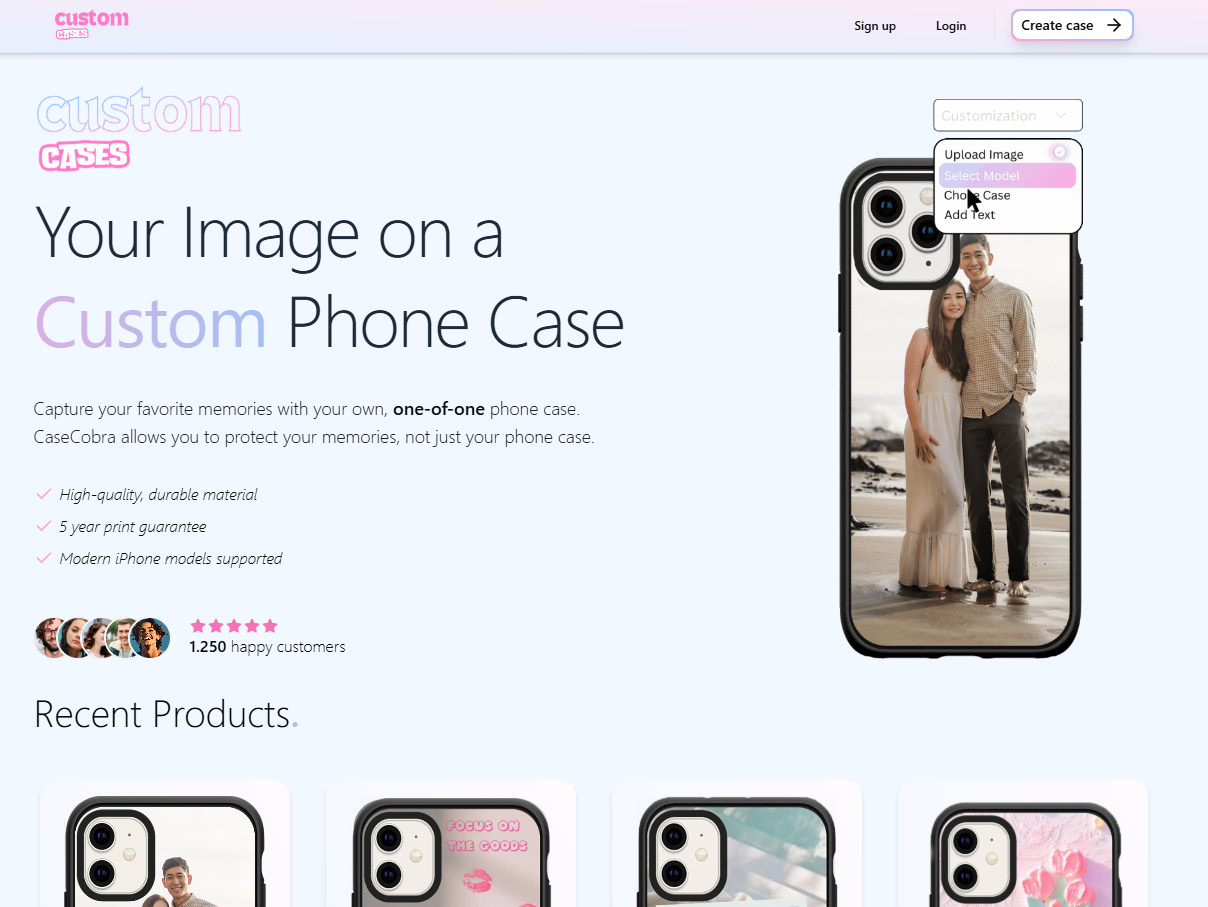 custom
CASES
Sign up
Login
Create case
custom
CASES
Customization
Upload Image
Select Model
Chose Case
Add Text
Your Image on a
Custom Phone Case
Capture your favorite memories with your own, one-of-one phone case.
CaseCobra allows you to protect your memories, not just your phone case.
High-quality, durable material
5 year print guarantee
Modern iPhone models supported
1.250 happy customers
Recent Products.
FOCUS ON
THE GOODS